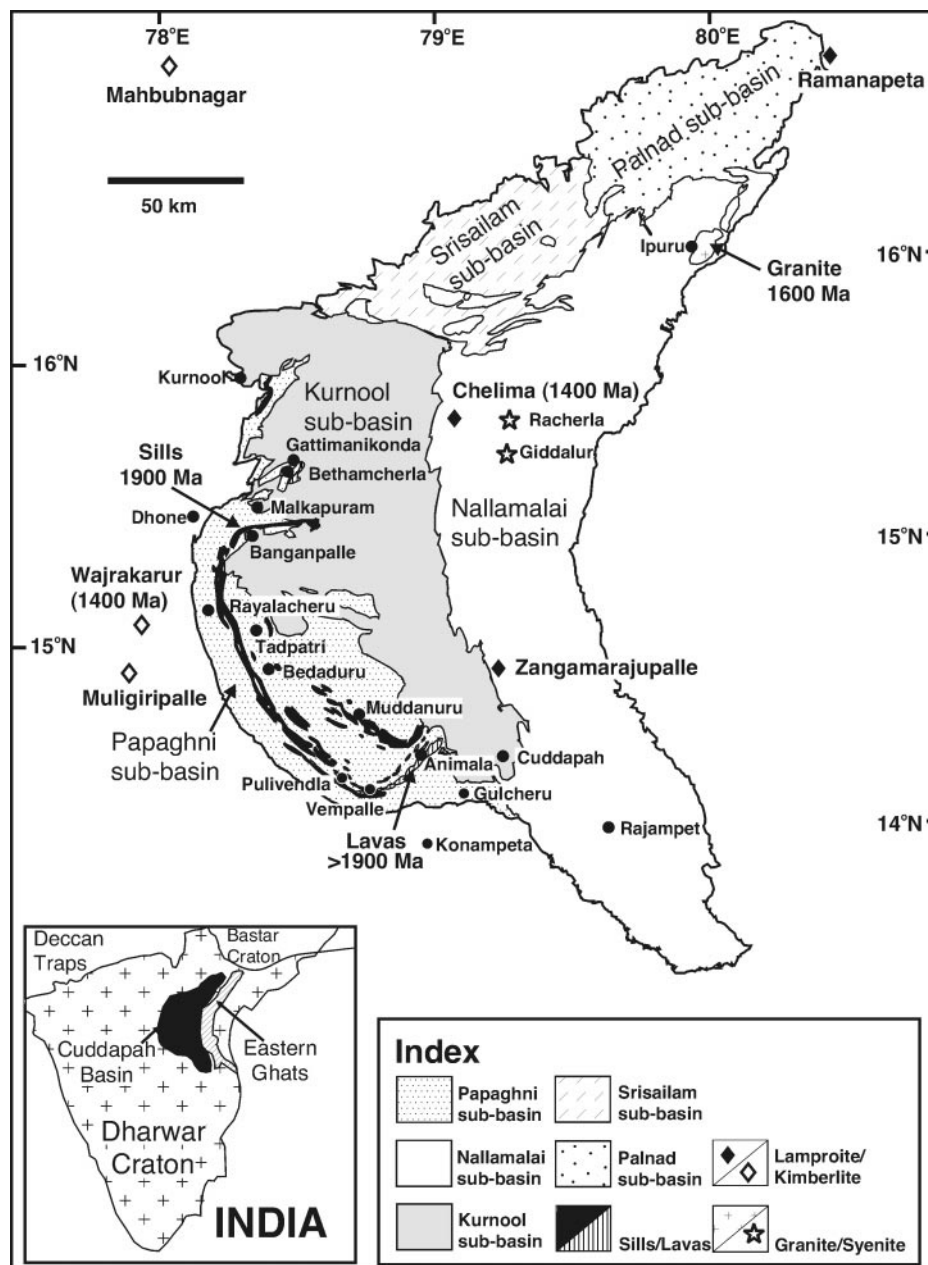 78°E
79°E
80°E
Mahbubnagar
Ramanapeta
Palnad sub-basin
50 km
Srisailam
sub-basin
Ipuru
16°N
Granite
1600 Ma
16°N
Kurnool
Kurnool
sub-basin
Chelima (1400 Ma)
Racherla
Giddalur
Gattimanikonda
Bethamcherla
Sills
1900 Ma
Malkapuram
Dhone
Nallamalai
sub-basin
15°N
Banganpalle
Wajrakarur
(1400 Ma)
Rayalacheru
Tadpatri
15°N
Bedaduru
Zangamarajupalle
Muligiripalle
Muddanuru
Papaghni
sub-basin
Animala
Cuddapah
Pulivendla
Vempalle
Gulcheru
14°N
Rajampet
Lavas
>1900 Ma
Konampeta
Deccan
Traps
Bastar
Craton
Cuddapah
Basin
Eastern
Ghats
Dharwar
Craton
INDIA
Index
Papaghni
sub-basin
Srisailam
sub-basin
Nallamalai
sub-basin
Palnad
sub-basin
Lamproite/
Kimberlite
Kurnool
sub-basin
Sills/Lavas
Granite/Syenite